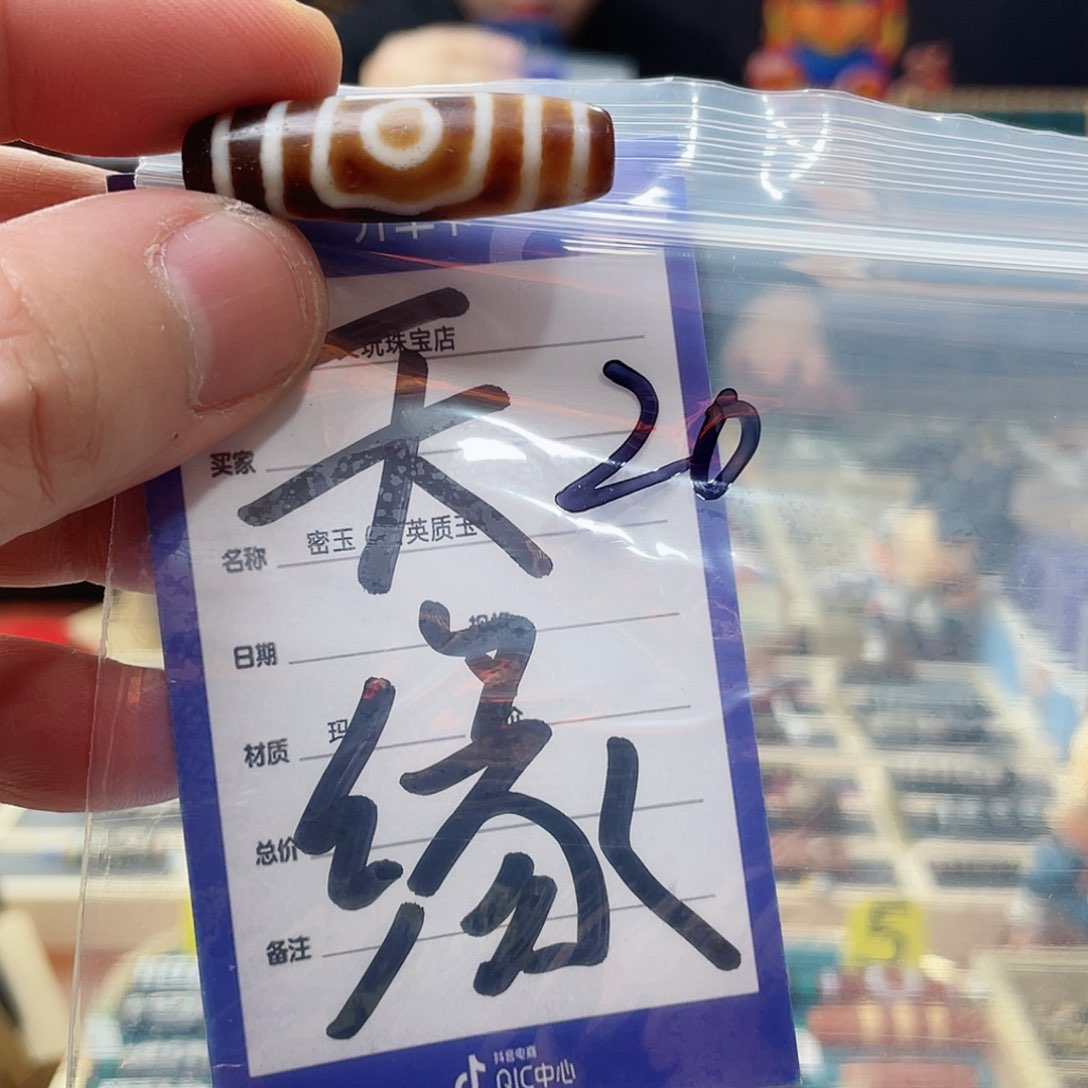 玩珠宝店
天
20
买家
名称 密玉 英质玉
日期
缘
材质 玛
总价
备注
抖音电商
QIC中心
5